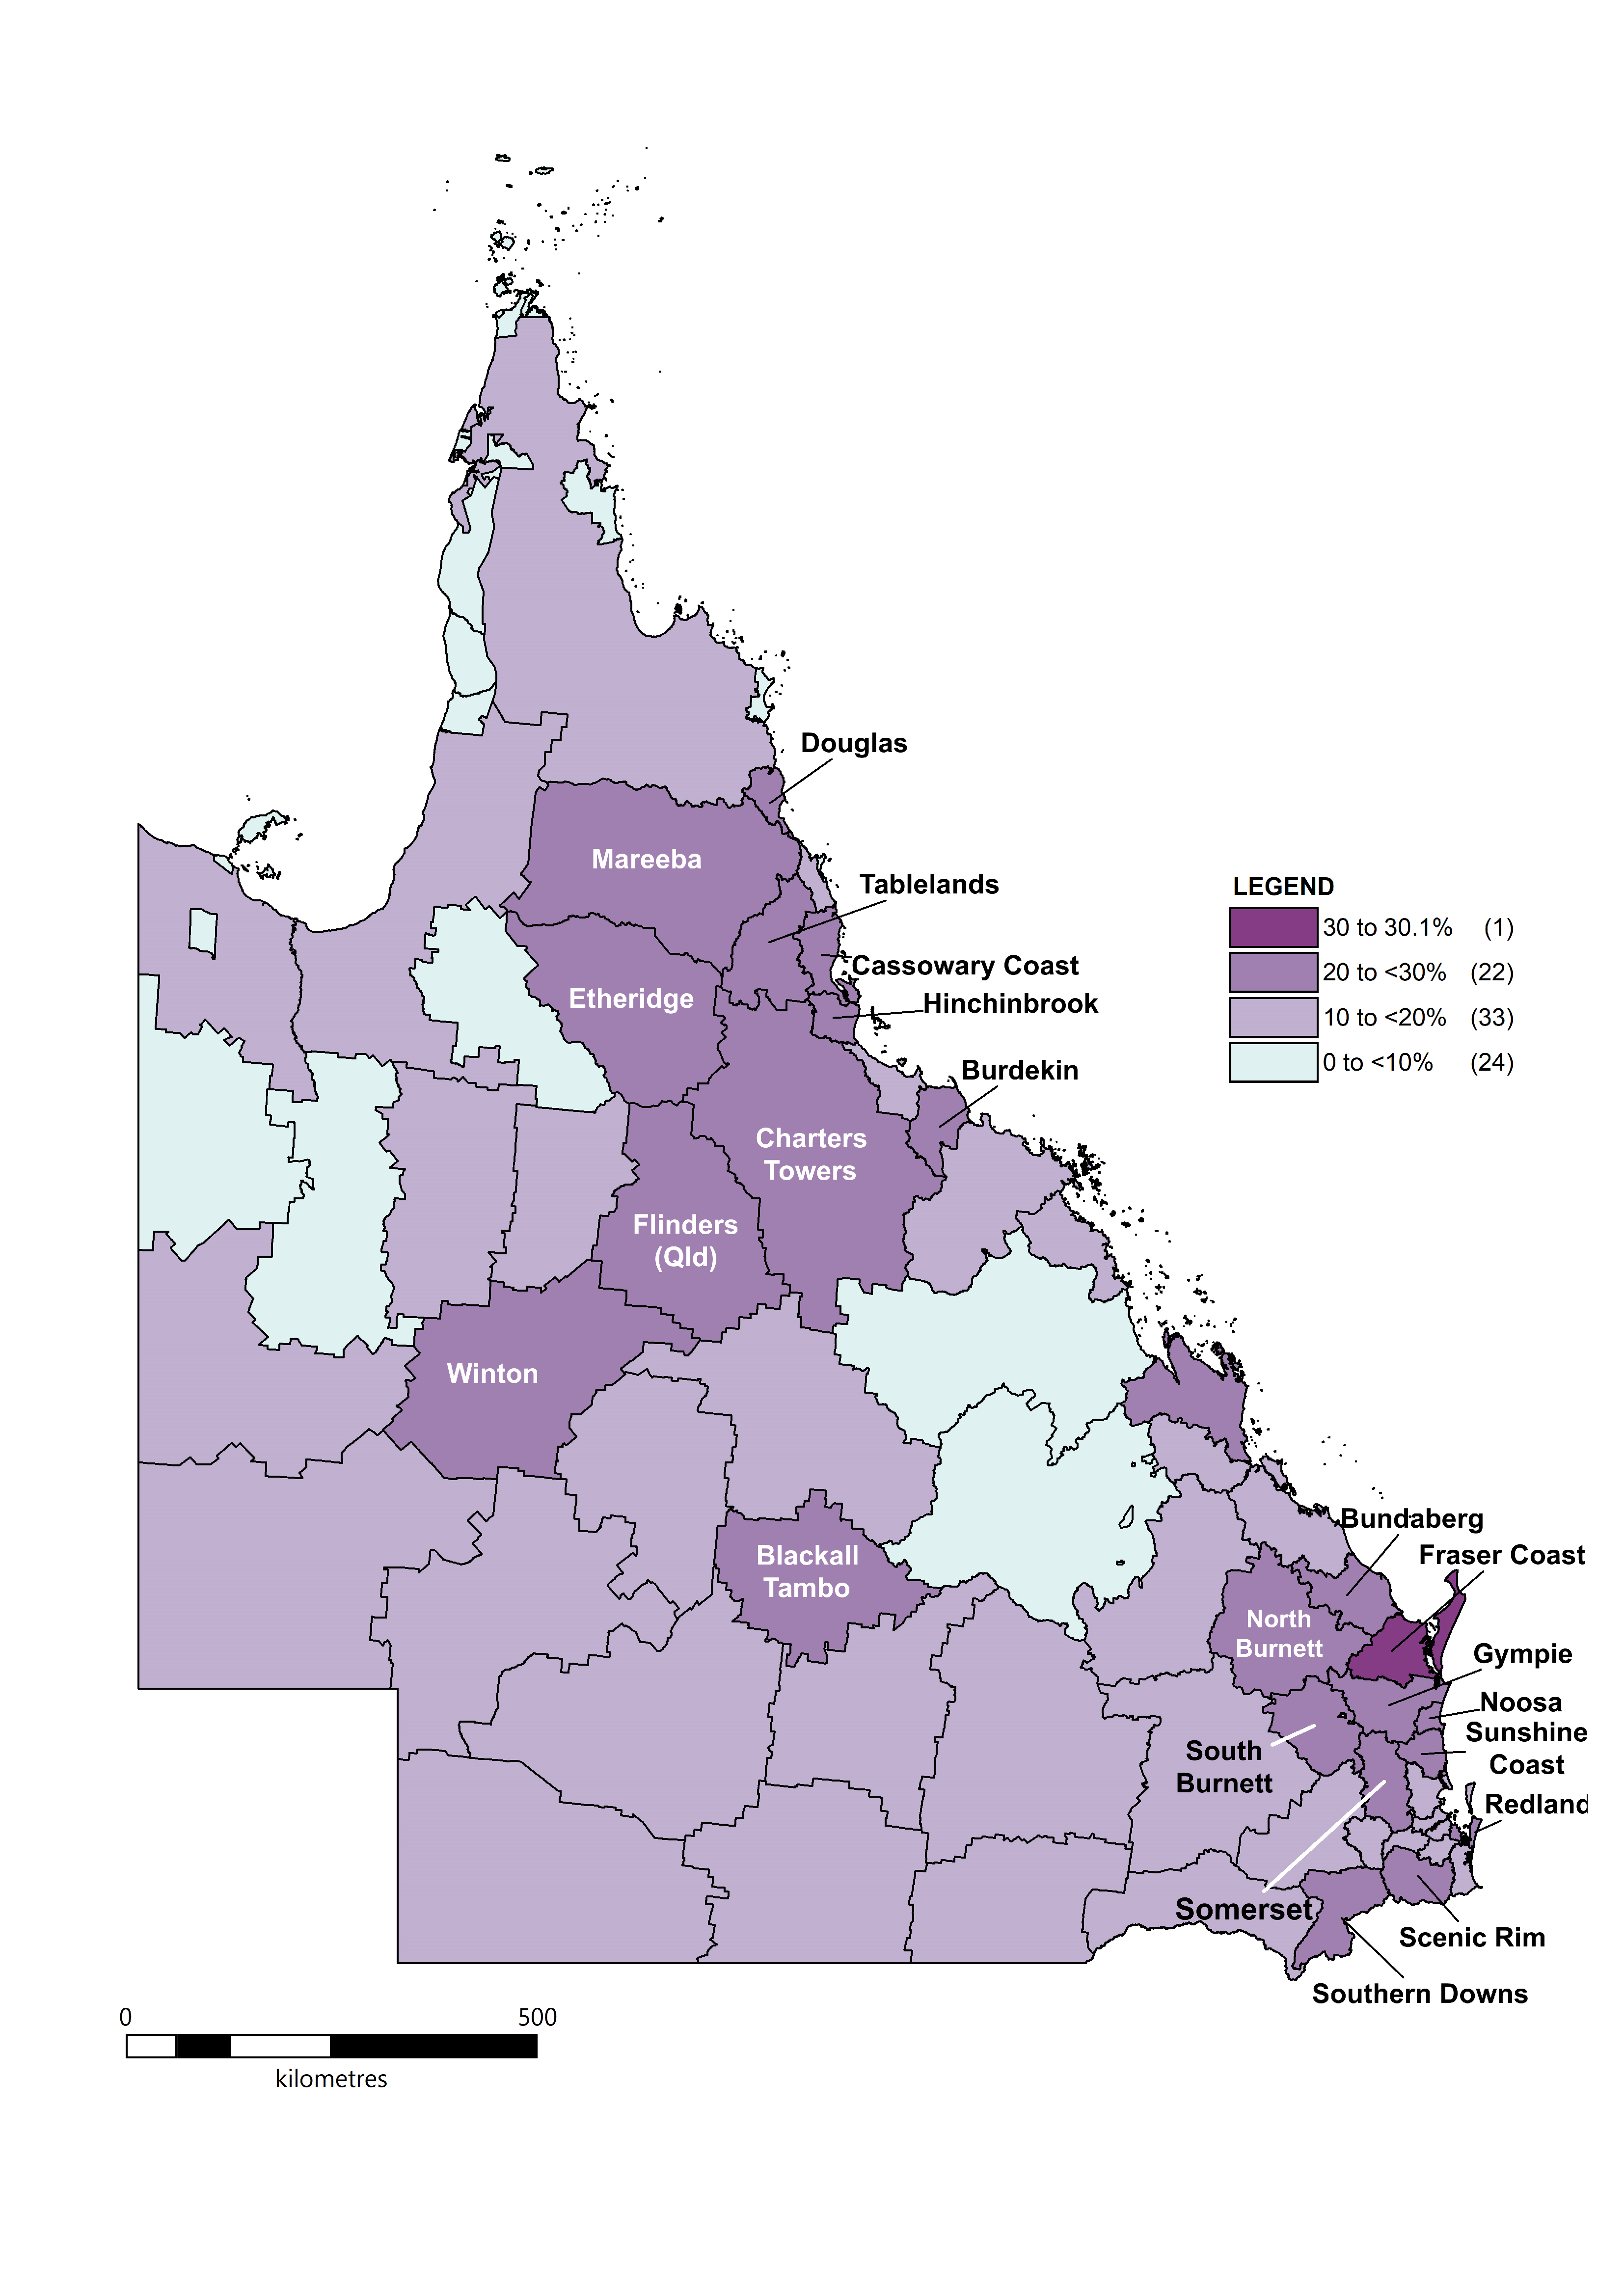 Douglas
Mareeba
Tablelands
LEGEND
30 to 30.1% (1)
Cassowary Coast
20 to <30% (22)
Etheridge
Hinchinbrook
10 to <20% (33)
0 to <10% (24)
Burdekin
Charters
Towers
Flinders
(Qld)
Winton
Bundaberg
Fraser Coast
Blackall
Tambo
North
Burnett
Gympie
Noosa
Sunshine
Coast
South
Burnett
Redland
Somerset
Scenic Rim
Southern Downs
0 500
kilometres